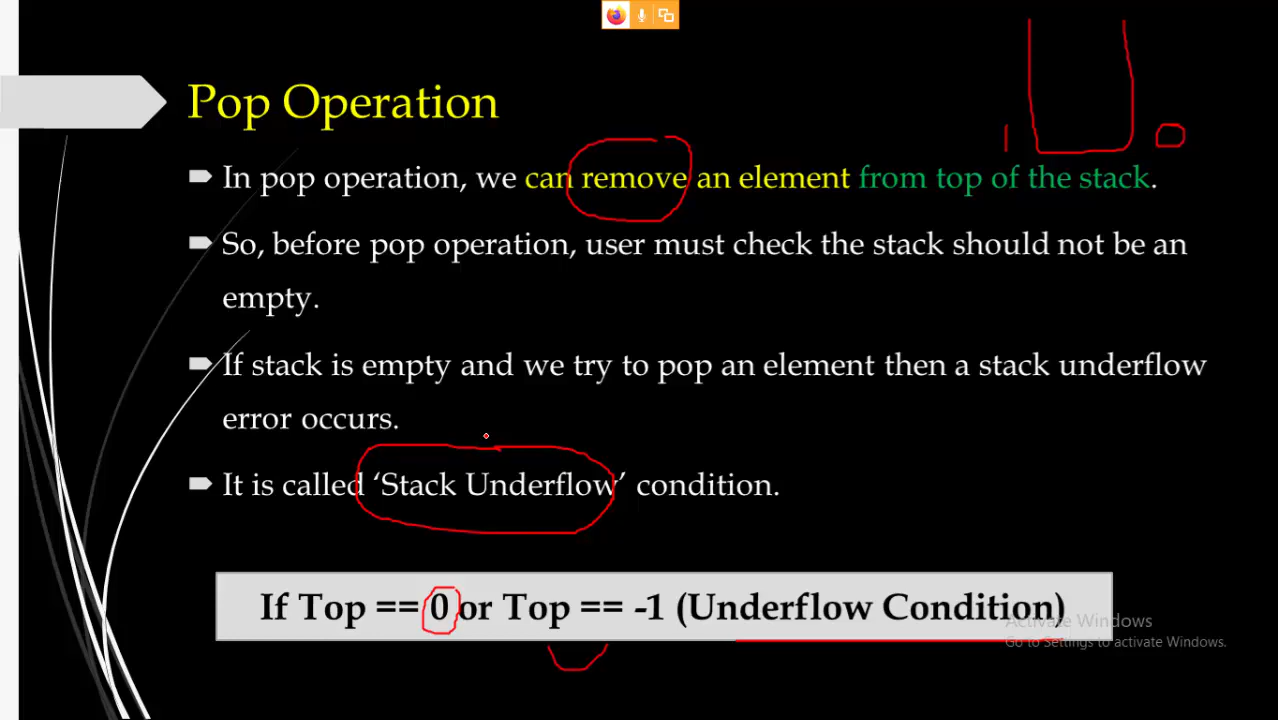 Pop Operation
In pop operation, we can remove an element from top of the stack.
So, before pop operation, user must check the stack should not be an
empty.
If stack is empty and we try to pop an element then a stack underflow
error occurs.
It is called ‘Stack Underflow’ condition.
If Top == 0 or Top == -1 (Underflow Condition)
Activate Windows
Go to Settings to activate Windows.